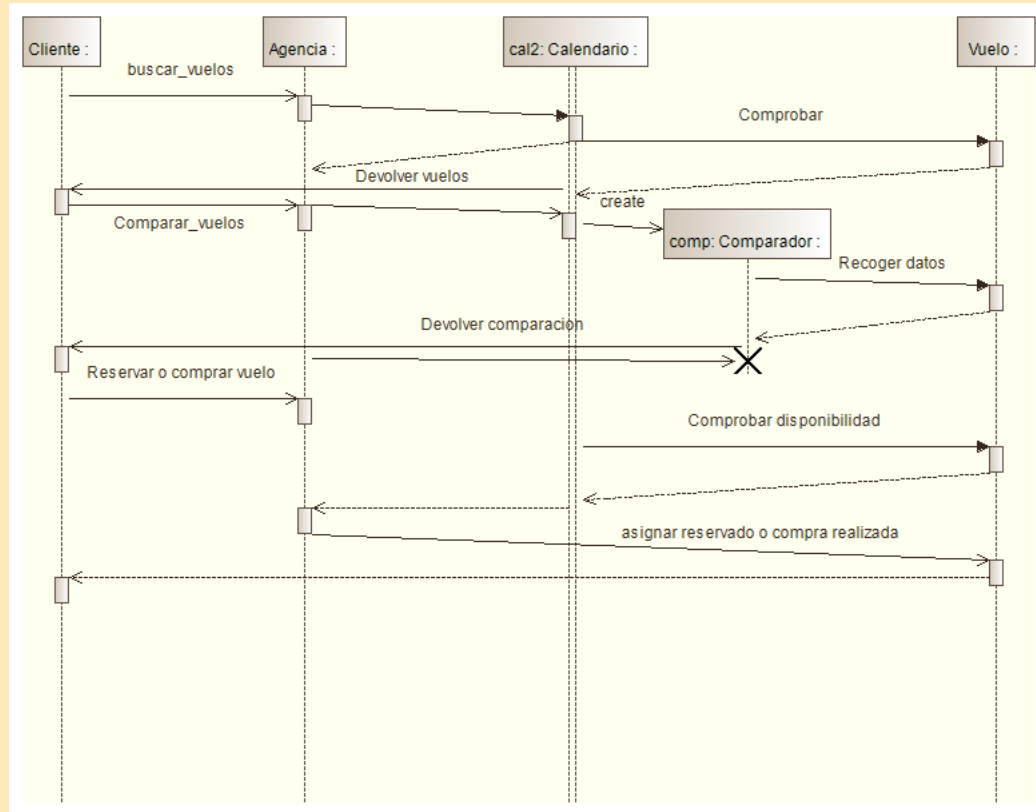 Cliente :
Agencia :
cal2: Calendario :
Vuelo :
buscar_vuelos
Comprobar
Devolver vuelos
create
Comparar_vuelos
comp: Comparador :
Recoger datos
Devolver comparacion
Reservar o comprar vuelo
Comprobar disponibilidad
asignar reservado o compra realizada